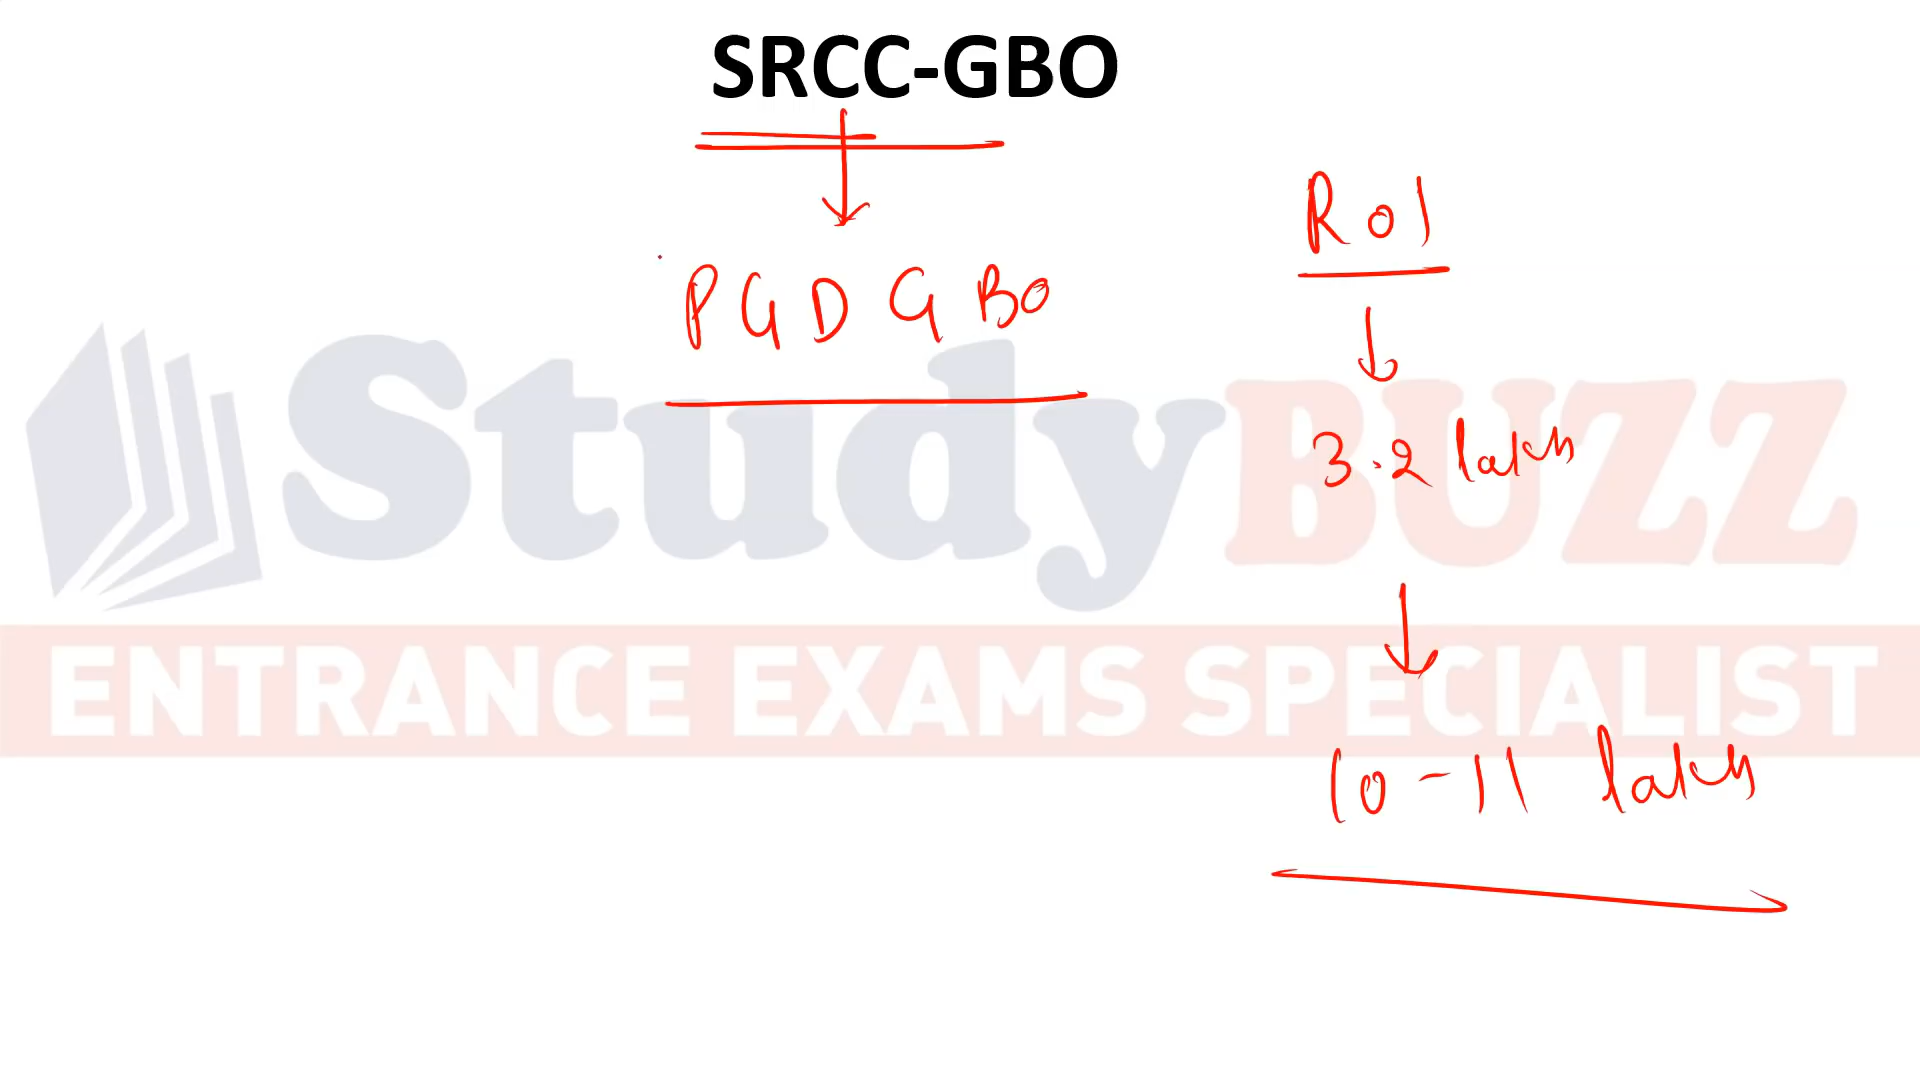 SRCC-GBO
PGDGBO
ROI
3.2 lakh
10-11 lakh
StudyBUZZ
ENTRANCE EXAMS SPECIALIST